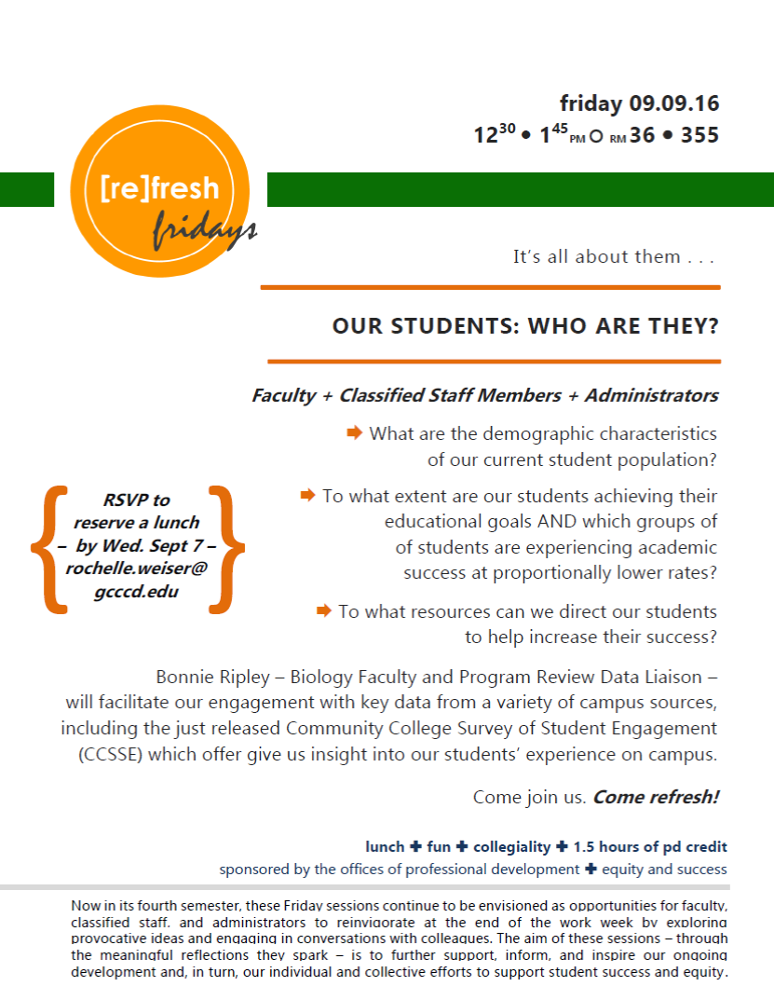 friday 09.09.16
12³⁰ • 1⁴⁵ PM O RM 36 • 355
[re]fresh
fridays
It's all about them . . .
OUR STUDENTS: WHO ARE THEY?
Faculty + Classified Staff Members + Administrators
What are the demographic characteristics
of our current student population?
To what extent are our students achieving their
educational goals AND which groups of
of students are experiencing academic
success at proportionally lower rates?
To what resources can we direct our students
to help increase their success?
RSVP to
reserve a lunch
– by Wed. Sept 7 –
rochelle.weiser@
gcccd.edu
Bonnie Ripley – Biology Faculty and Program Review Data Liaison –
will facilitate our engagement with key data from a variety of campus sources,
including the just released Community College Survey of Student Engagement
(CCSSE) which offer give us insight into our students' experience on campus.
Come join us. Come refresh!
lunch ✚ fun ✚ collegiality ✚ 1.5 hours of pd credit
sponsored by the offices of professional development ✚ equity and success
Now in its fourth semester, these Friday sessions continue to be envisioned as opportunities for faculty,
classified staff, and administrators to reinvigorate at the end of the work week by exploring
provocative ideas and engaging in conversations with colleagues. The aim of these sessions – through
the meaningful reflections they spark – is to further support, inform, and inspire our ongoing
development and, in turn, our individual and collective efforts to support student success and equity.